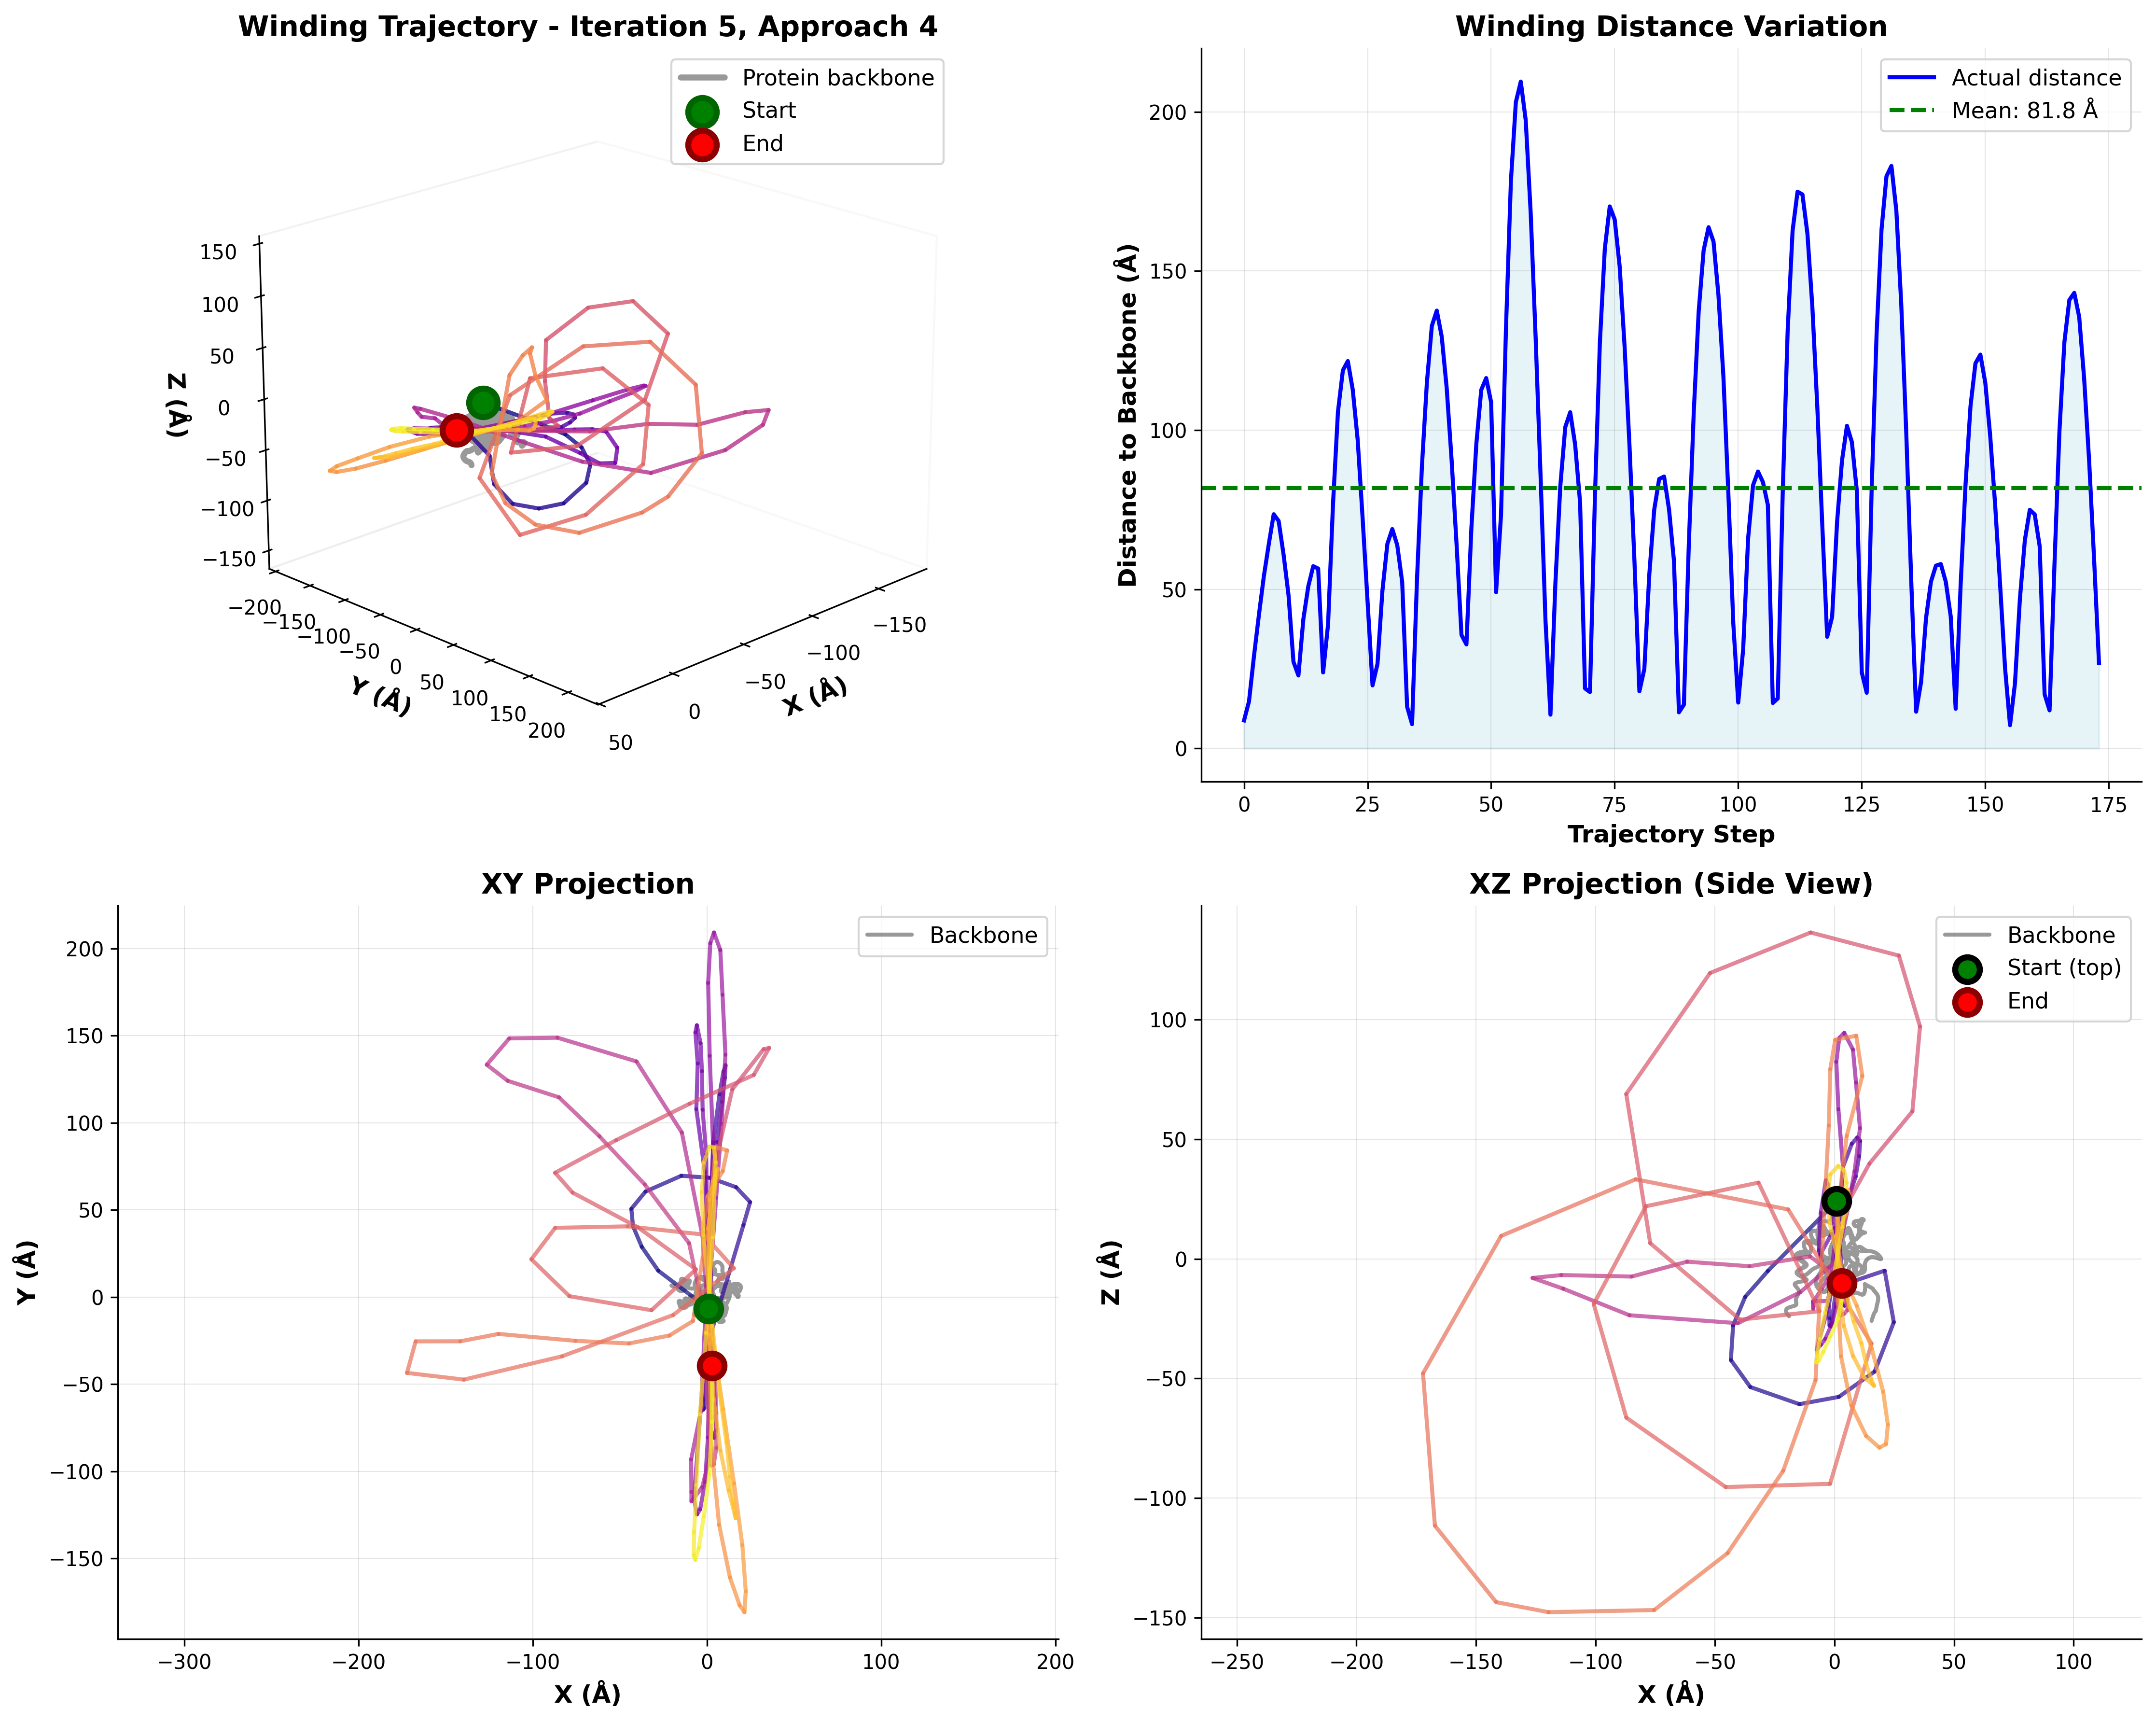 Winding Trajectory - Iteration 5, Approach 4
Protein backbone
Start
End
150
100
50
0
−50
−100
−150
Z (Å)
−200
−150
−100
−50
0
50
100
150
200
Y (Å)
50
0
−50
−100
−150
X (Å)
Winding Distance Variation
Actual distance
Mean: 81.8 Å
200
150
100
50
0
Distance to Backbone (Å)
0 25 50 75 100 125 150 175
Trajectory Step
XY Projection
Backbone
200
150
100
50
0
−50
−100
−150
Y (Å)
−300 −200 −100 0 100 200
X (Å)
XZ Projection (Side View)
Backbone
Start (top)
End
100
50
0
−50
−100
−150
Z (Å)
−250 −200 −150 −100 −50 0 50 100
X (Å)